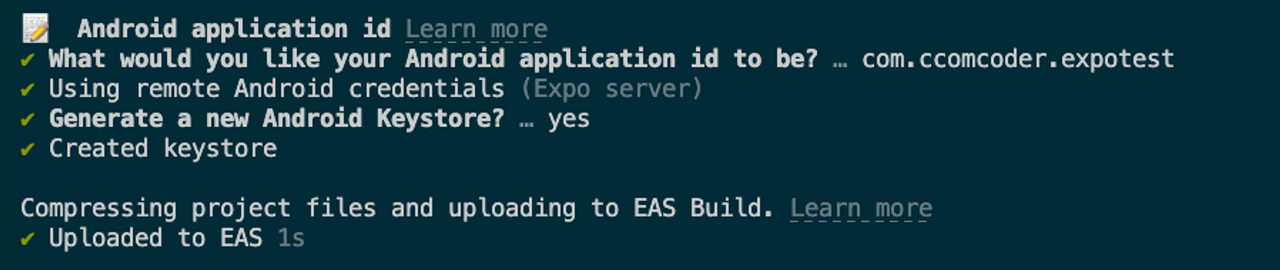 📝 Android application id Learn more
✔ What would you like your Android application id to be? … com.ccomcoder.expotest
✔ Using remote Android credentials (Expo server)
✔ Generate a new Android Keystore? … yes
✔ Created keystore
Compressing project files and uploading to EAS Build. Learn more
✔ Uploaded to EAS 1s